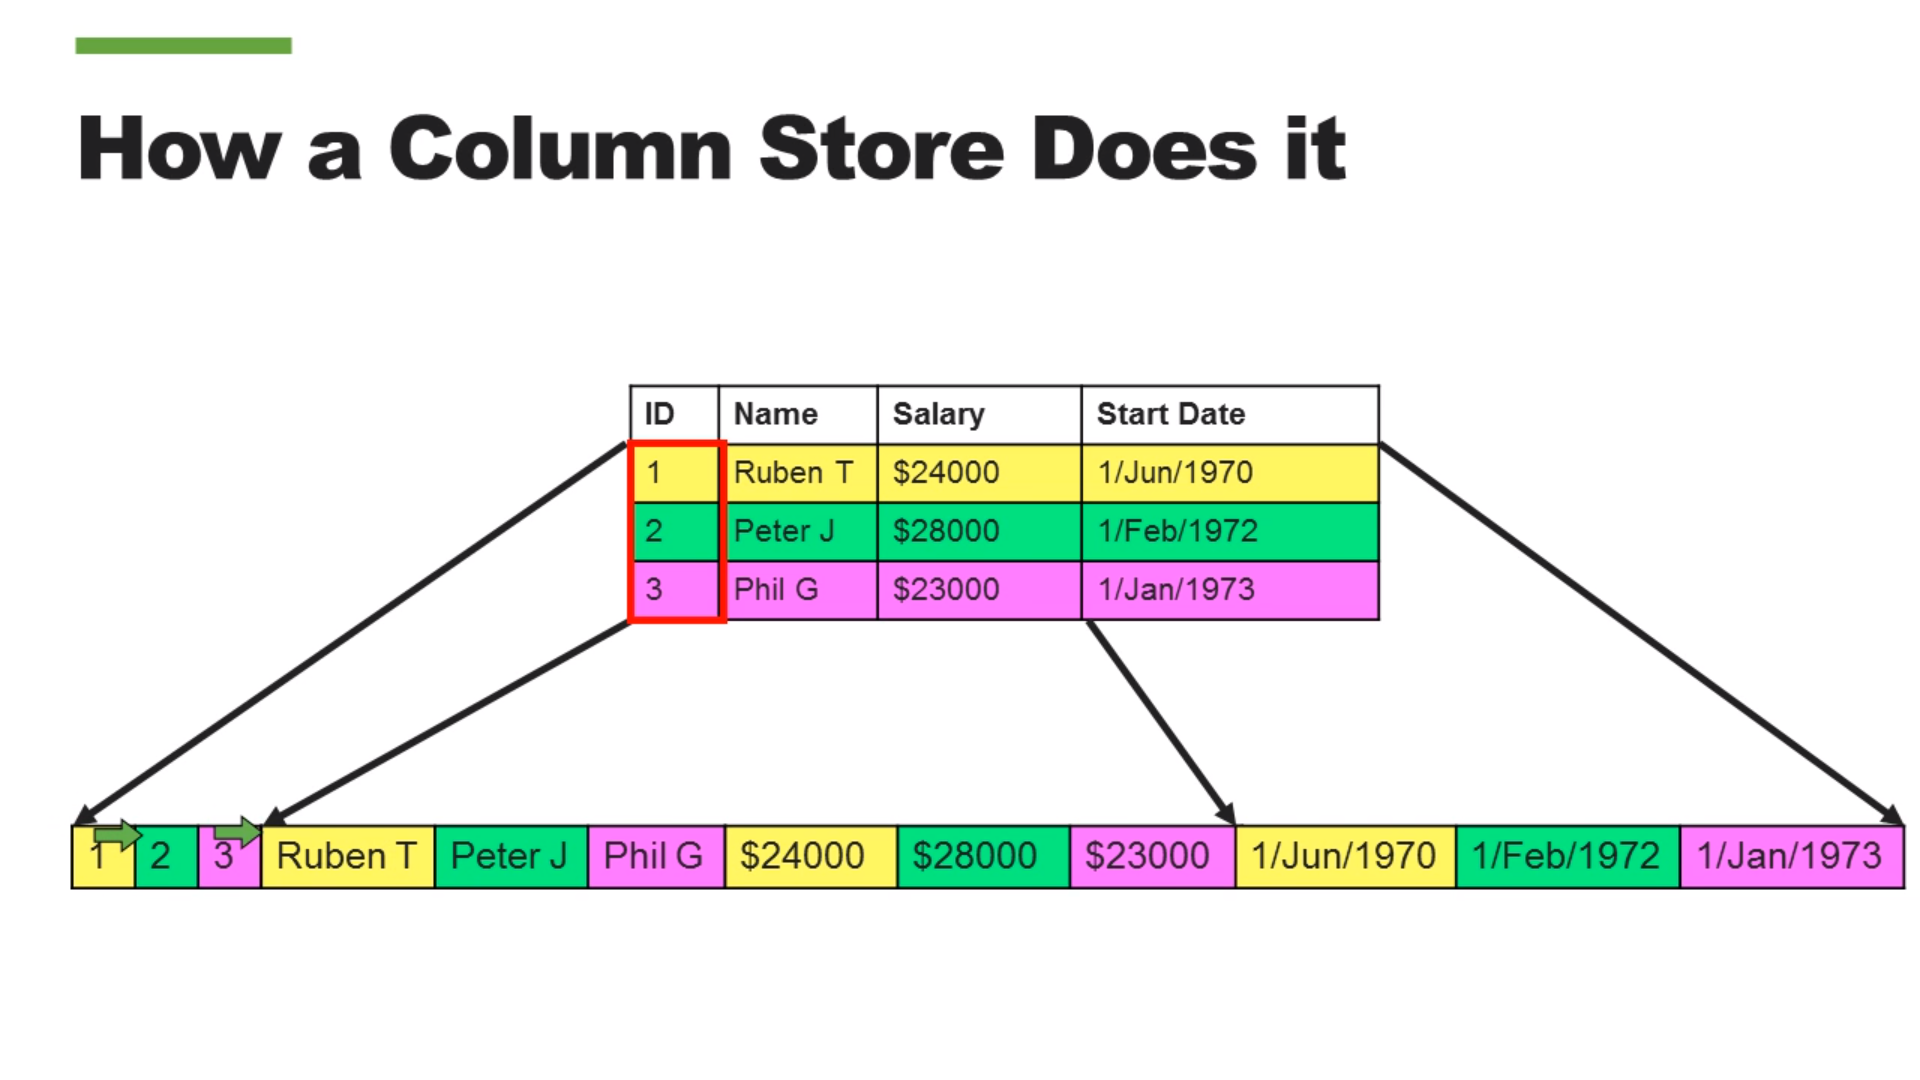 How a Column Store Does it
ID Name Salary Start Date
1 Ruben T $24000 1/Jun/1970
2 Peter J $28000 1/Feb/1972
3 Phil G $23000 1/Jan/1973
1 2 3 Ruben T Peter J Phil G $24000 $28000 $23000 1/Jun/1970 1/Feb/1972 1/Jan/1973